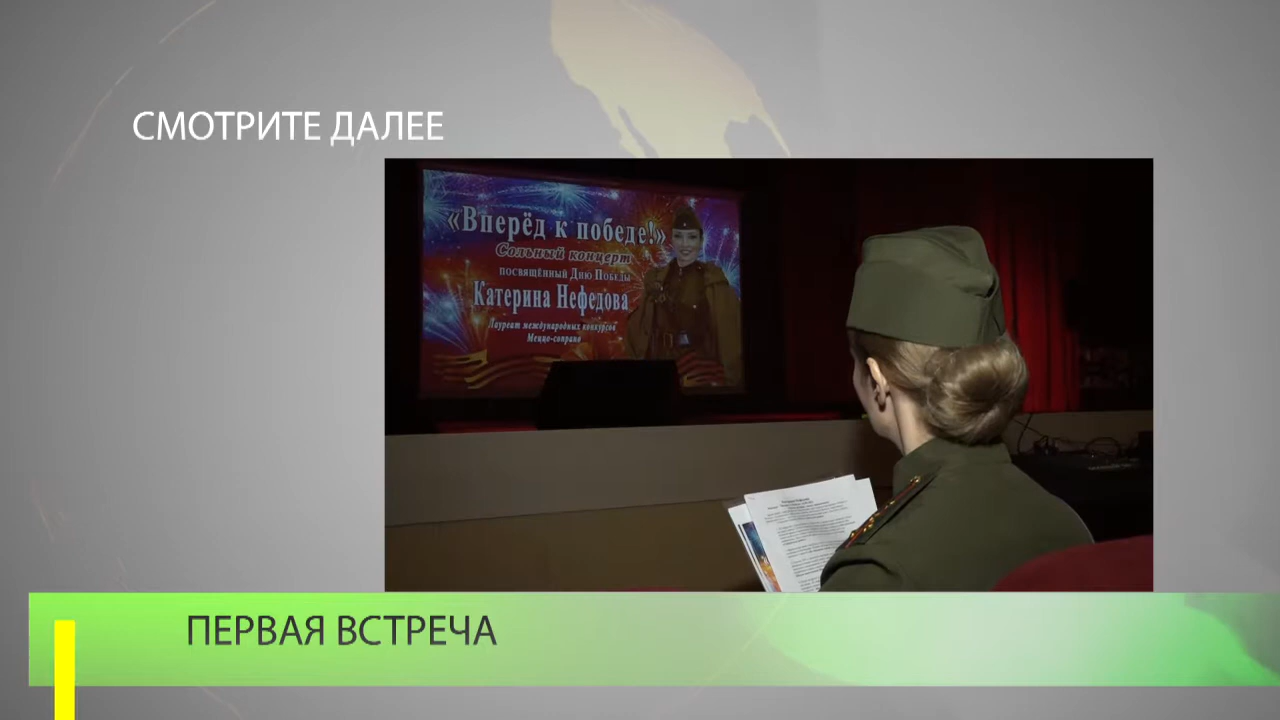 СМОТРИТЕ ДАЛЕЕ
«Вперёд к победе!»
Сольный концерт
посвящённый Дню Победы
Катерина Нефедова
Лауреат международных конкурсов
Меццо-сопрано
ПЕРВАЯ ВСТРЕЧА